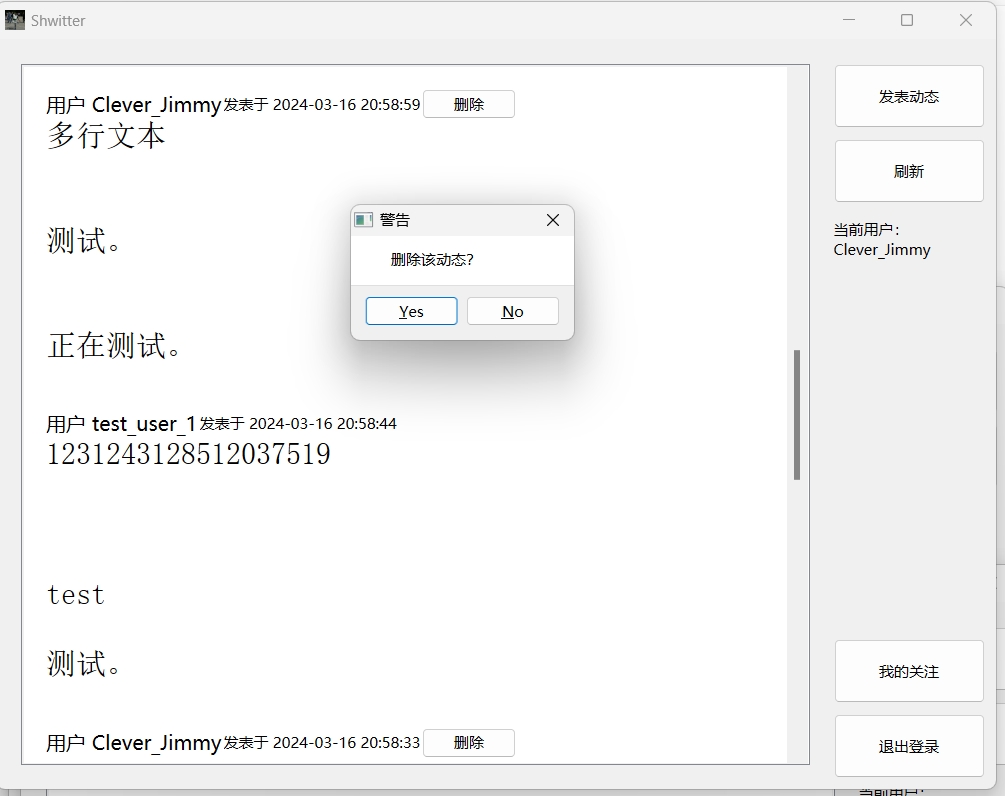 Shwitter
用户 Clever_Jimmy发表于 2024-03-16 20:58:59 删除
多行文本
测试。
正在测试。
用户 test_user_1发表于 2024-03-16 20:58:44
1231243128512037519
test
测试。
用户 Clever_Jimmy发表于 2024-03-16 20:58:33 删除
警告
删除该动态?
Yes No
发表动态
刷新
当前用户:
Clever_Jimmy
我的关注
退出登录
当前用户: